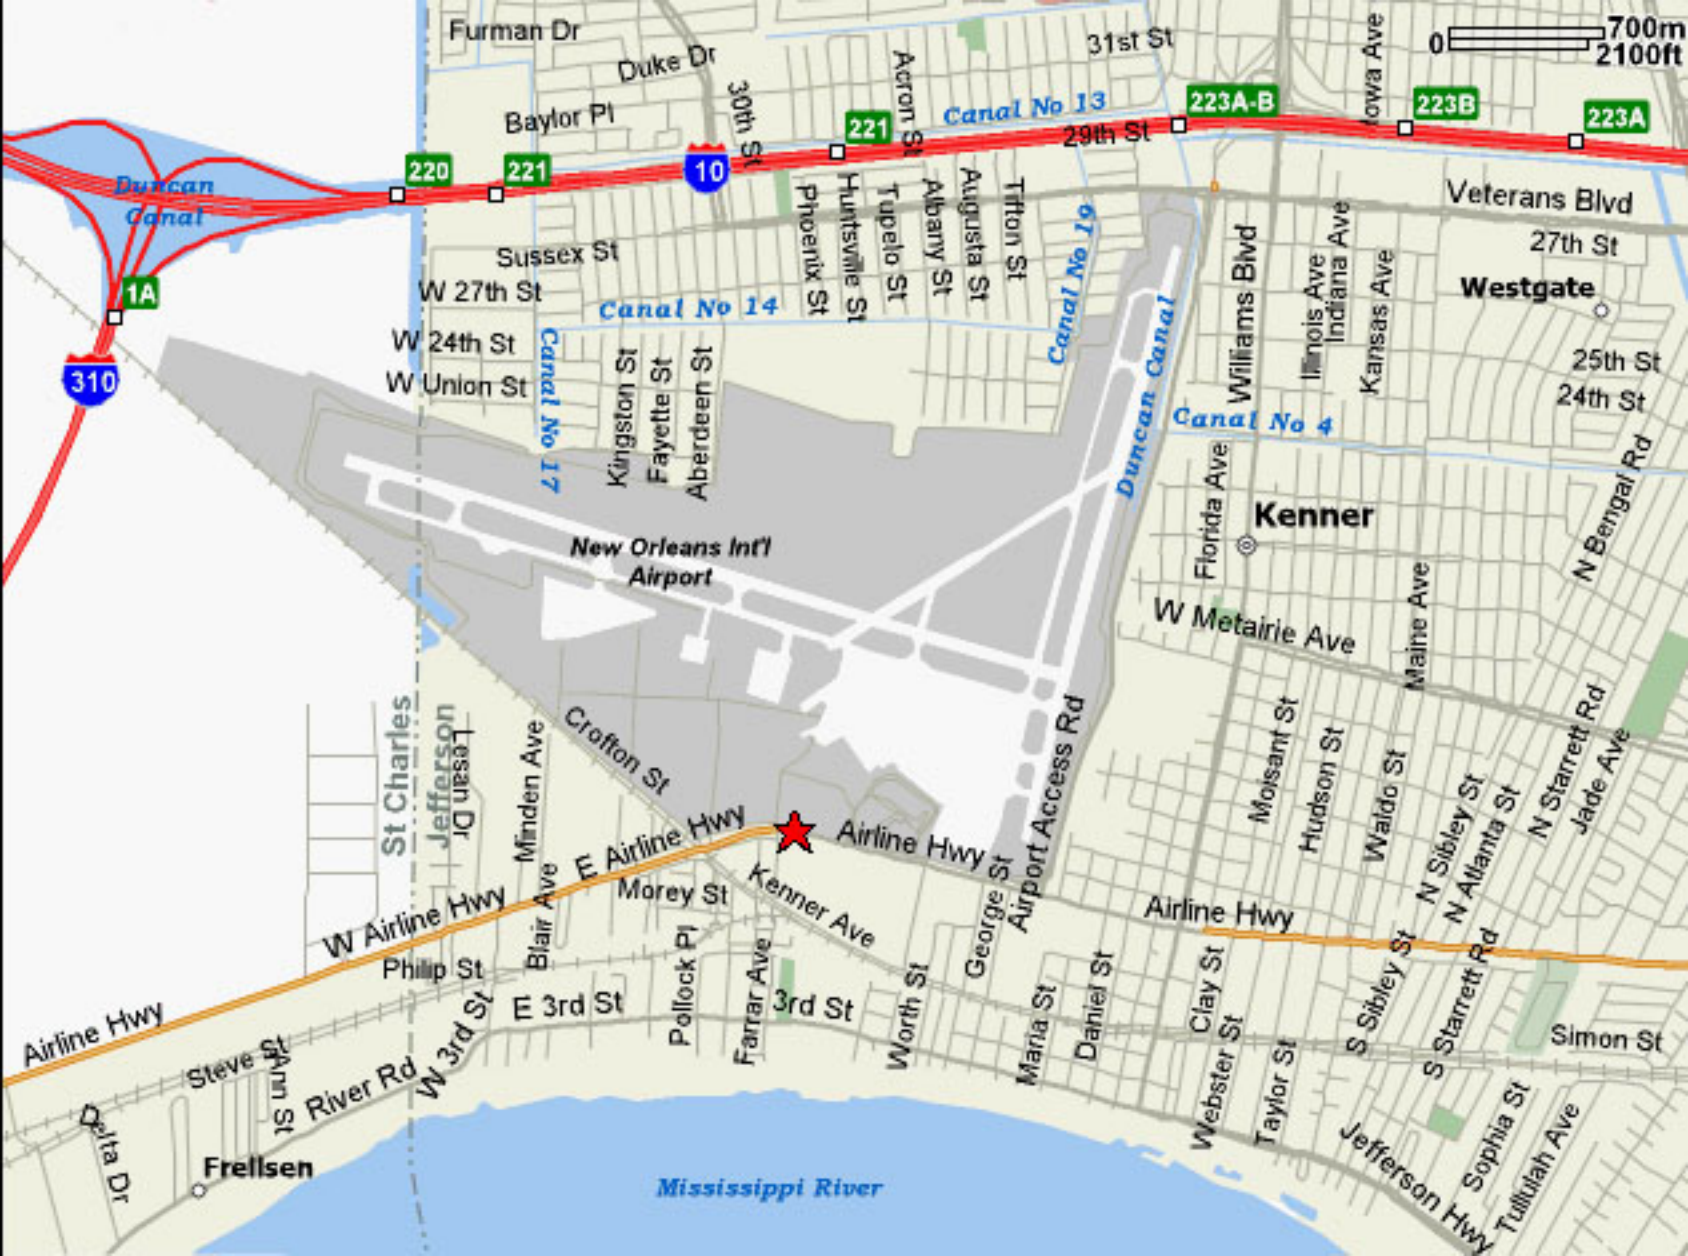 Furman Dr
Duke Dr
Baylor Pl
30th St
Acron St
31st St
Canal No 13
29th St
221
223A-B
Iowa Ave
223B
223A
0
700m
2100ft
220
221
10
Duncan
Canal
Veterans Blvd
27th St
Westgate
25th St
24th St
Sussex St
W 27th St
Canal No 14
W 24th St
W Union St
Canal No 17
Kingston St
Fayette St
Aberdeen St
Phoenix St
Huntsville St
Tupelo St
Albany St
Augusta St
Tifton St
Canal No 19
Duncan Canal
Williams Blvd
Illinois Ave
Indiana Ave
Kansas Ave
Canal No 4
1A
310
Florida Ave
Kenner
N Bengal Rd
New Orleans Int'l
Airport
W Metairie Ave
Maine Ave
St Charles
Jefferson
Lesan Dr
Minden Ave
Crofton St
Airport Access Rd
Moisant St
Hudson St
Waldo St
N Sibley St
N Atlanta St
N Starrett Rd
Jade Ave
E Airline Hwy
Airline Hwy
Blair Ave
Morey St
Kenner Ave
George St
Airline Hwy
W Airline Hwy
Philip St
Pollock Pl
Farrar Ave
Worth St
Maria St
Daniel St
Clay St
S Sibley St
S Starrett Rd
Airline Hwy
W 3rd St
E 3rd St
3rd St
Simon St
Steve St
Ann St
River Rd
Delta Dr
Frellsen
Webster St
Taylor St
Jefferson Hwy
Sophia St
Tullulah Ave
Mississippi River